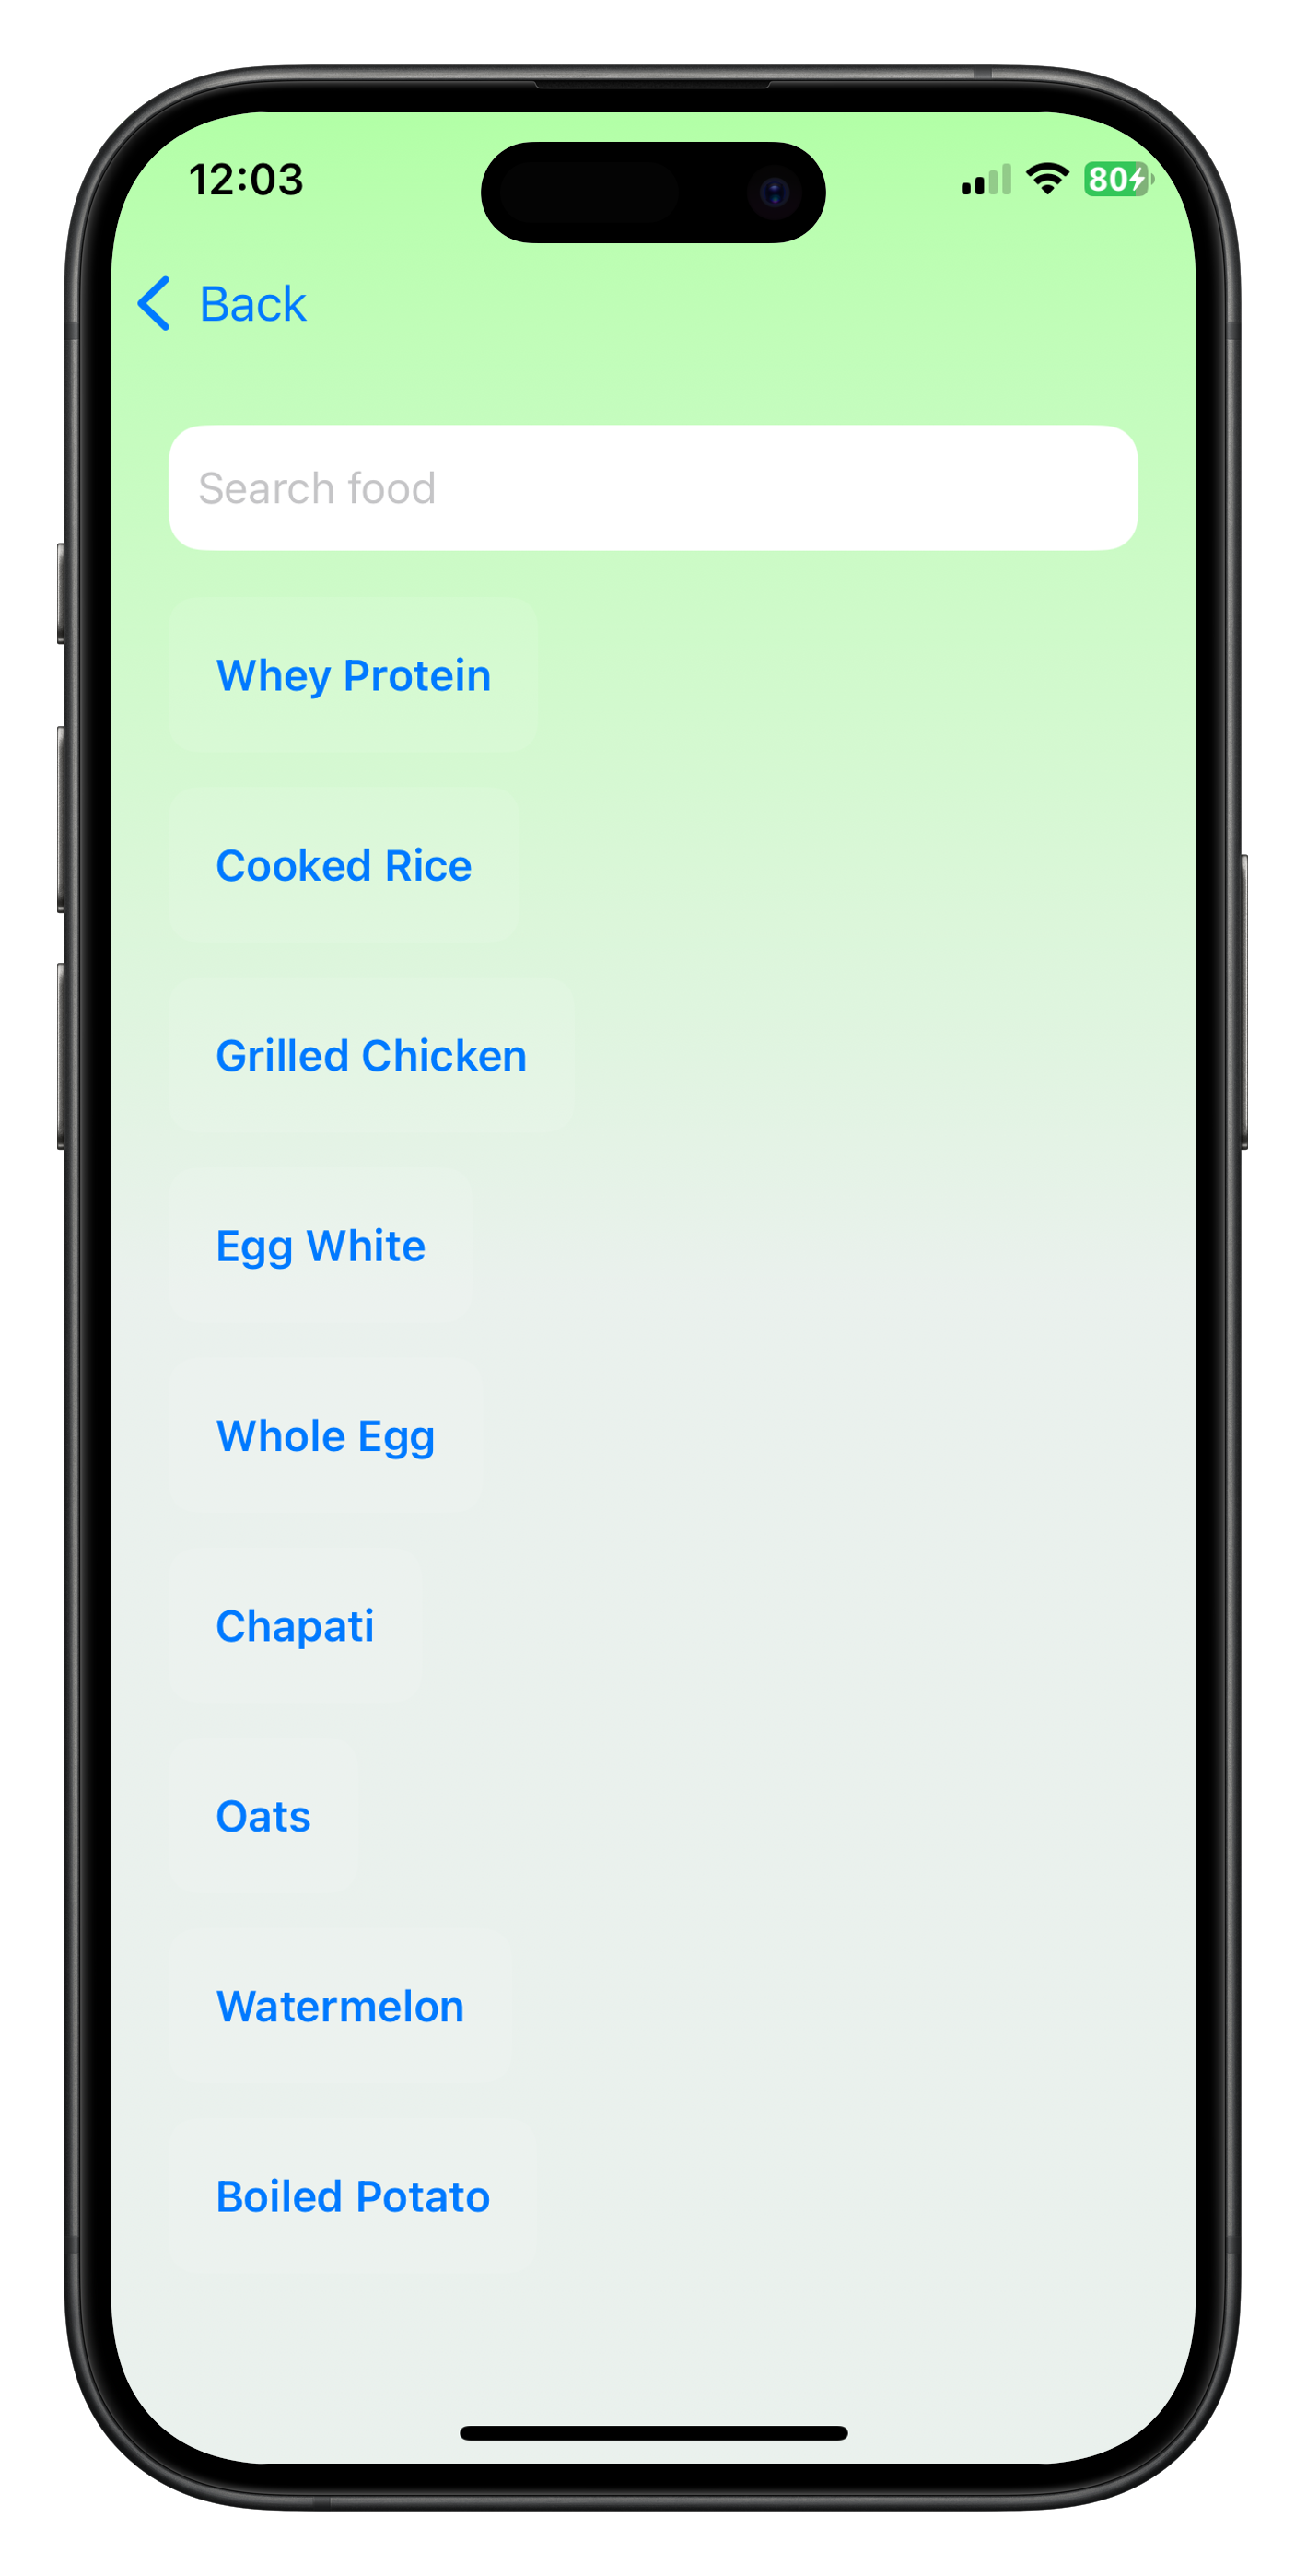 12:03
80
Back
Search food
Whey Protein
Cooked Rice
Grilled Chicken
Egg White
Whole Egg
Chapati
Oats
Watermelon
Boiled Potato